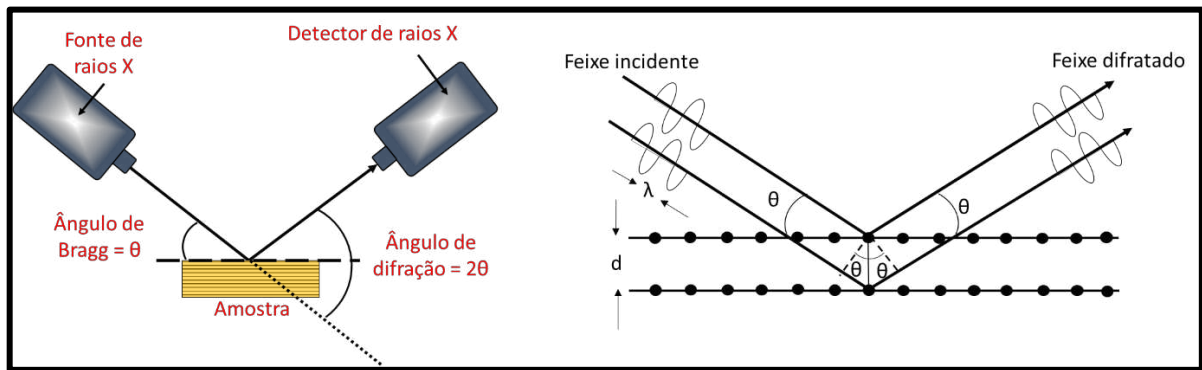 Fonte de
raios X
Detector de raios X
Ângulo de
Bragg = θ
Ângulo de
difração = 2θ
Amostra
Feixe incidente
Feixe difratado
λ
θ
θ
d
θ
θ